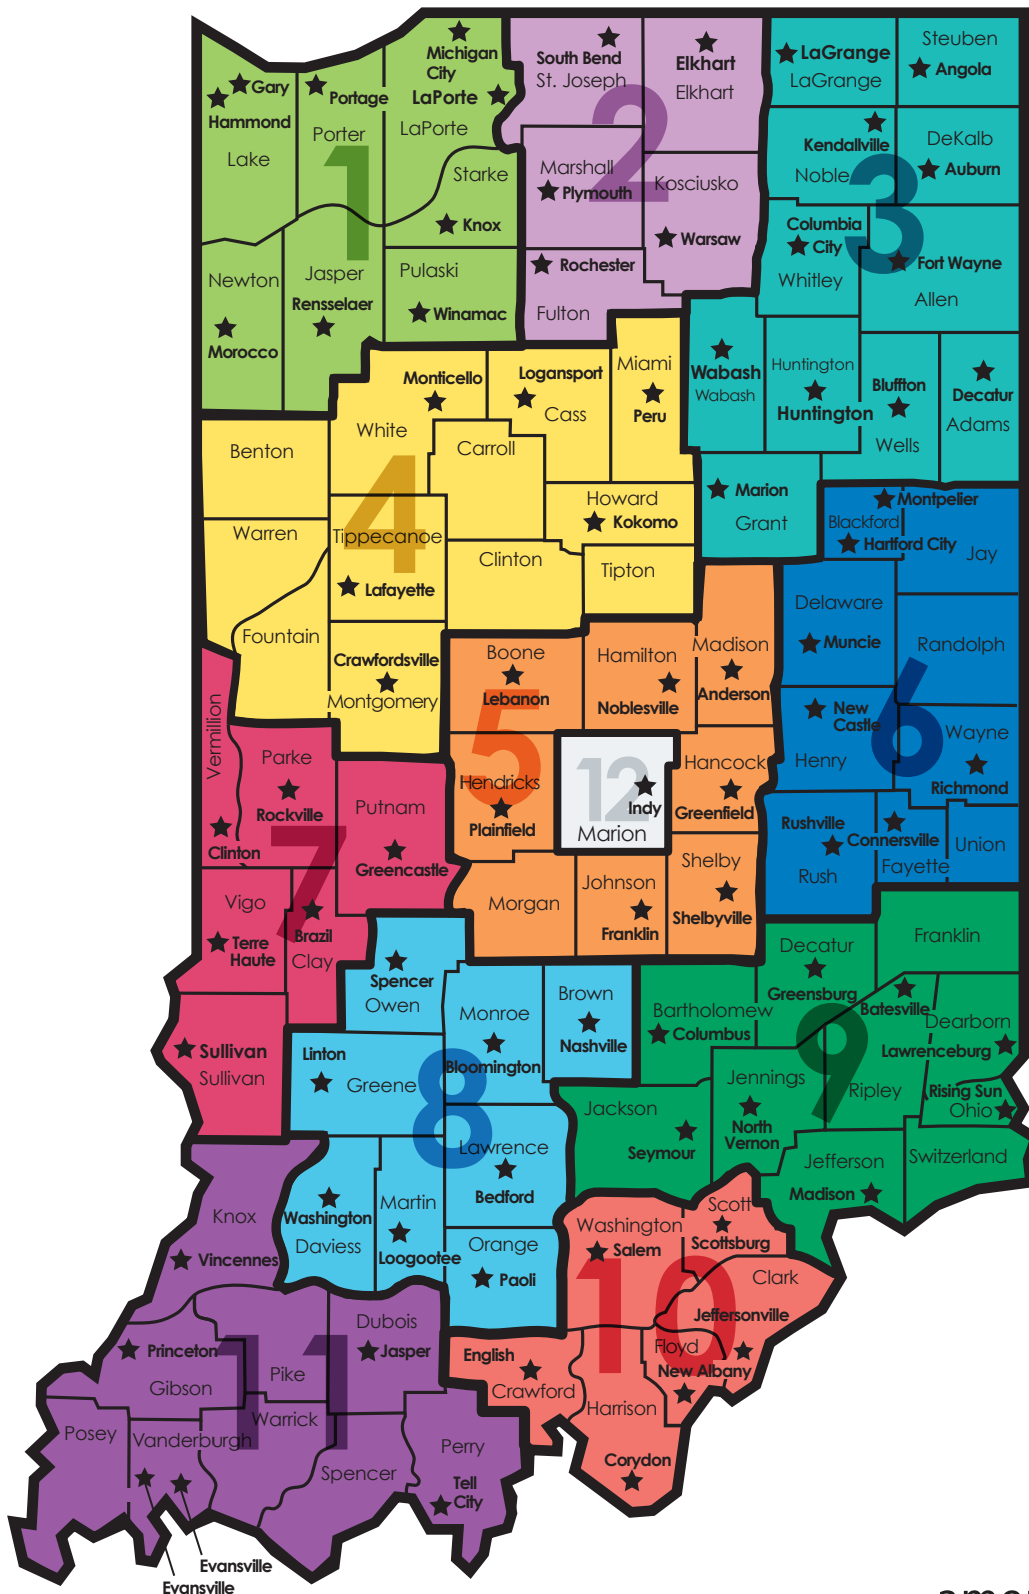 1
Gary
Hammond
Lake
Portage
Porter
Michigan
City
LaPorte
LaPorte
Starke
Knox
Newton
Morocco
Jasper
Rensselaer
Pulaski
Winamac
2
South Bend
St. Joseph
Elkhart
Elkhart
Marshall
Plymouth
Kosciusko
Warsaw
Rochester
Fulton
3
LaGrange
LaGrange
Steuben
Angola
Kendallville
Noble
DeKalb
Auburn
Columbia
City
Whitley
Fort Wayne
Allen
Wabash
Wabash
Huntington
Huntington
Bluffton
Wells
Decatur
Adams
Marion
Grant
4
Monticello
White
Logansport
Cass
Miami
Peru
Benton
Carroll
Howard
Kokomo
Warren
Tippecanoe
Lafayette
Clinton
Tipton
Fountain
Crawfordsville
Montgomery
5
Boone
Lebanon
Hamilton
Noblesville
Madison
Anderson
Hendricks
Plainfield
Hancock
Greenfield
Morgan
Johnson
Franklin
Shelby
Shelbyville
12
Indy
Marion
6
Montpelier
Blackford
Hartford City
Jay
Delaware
Muncie
Randolph
New
Castle
Henry
Wayne
Richmond
Rushville
Rush
Connersville
Fayette
Union
7
Vermillion
Clinton
Parke
Rockville
Putnam
Greencastle
Vigo
Terre
Haute
Brazil
Clay
Sullivan
Sullivan
8
Spencer
Owen
Monroe
Bloomington
Brown
Nashville
Linton
Greene
Lawrence
Bedford
Washington
Daviess
Martin
Loogootee
Orange
Paoli
9
Decatur
Greensburg
Franklin
Bartholomew
Columbus
Batesville
Dearborn
Lawrenceburg
Jennings
North
Vernon
Ripley
Rising Sun
Ohio
Jackson
Seymour
Jefferson
Madison
Switzerland
10
Washington
Salem
Scott
Scottsburg
Clark
Jeffersonville
Floyd
New Albany
English
Crawford
Harrison
Corydon
11
Knox
Vincennes
Princeton
Gibson
Pike
Dubois
Jasper
Posey
Vanderburgh
Warrick
Spencer
Perry
Tell
City
Evansville
Evansville